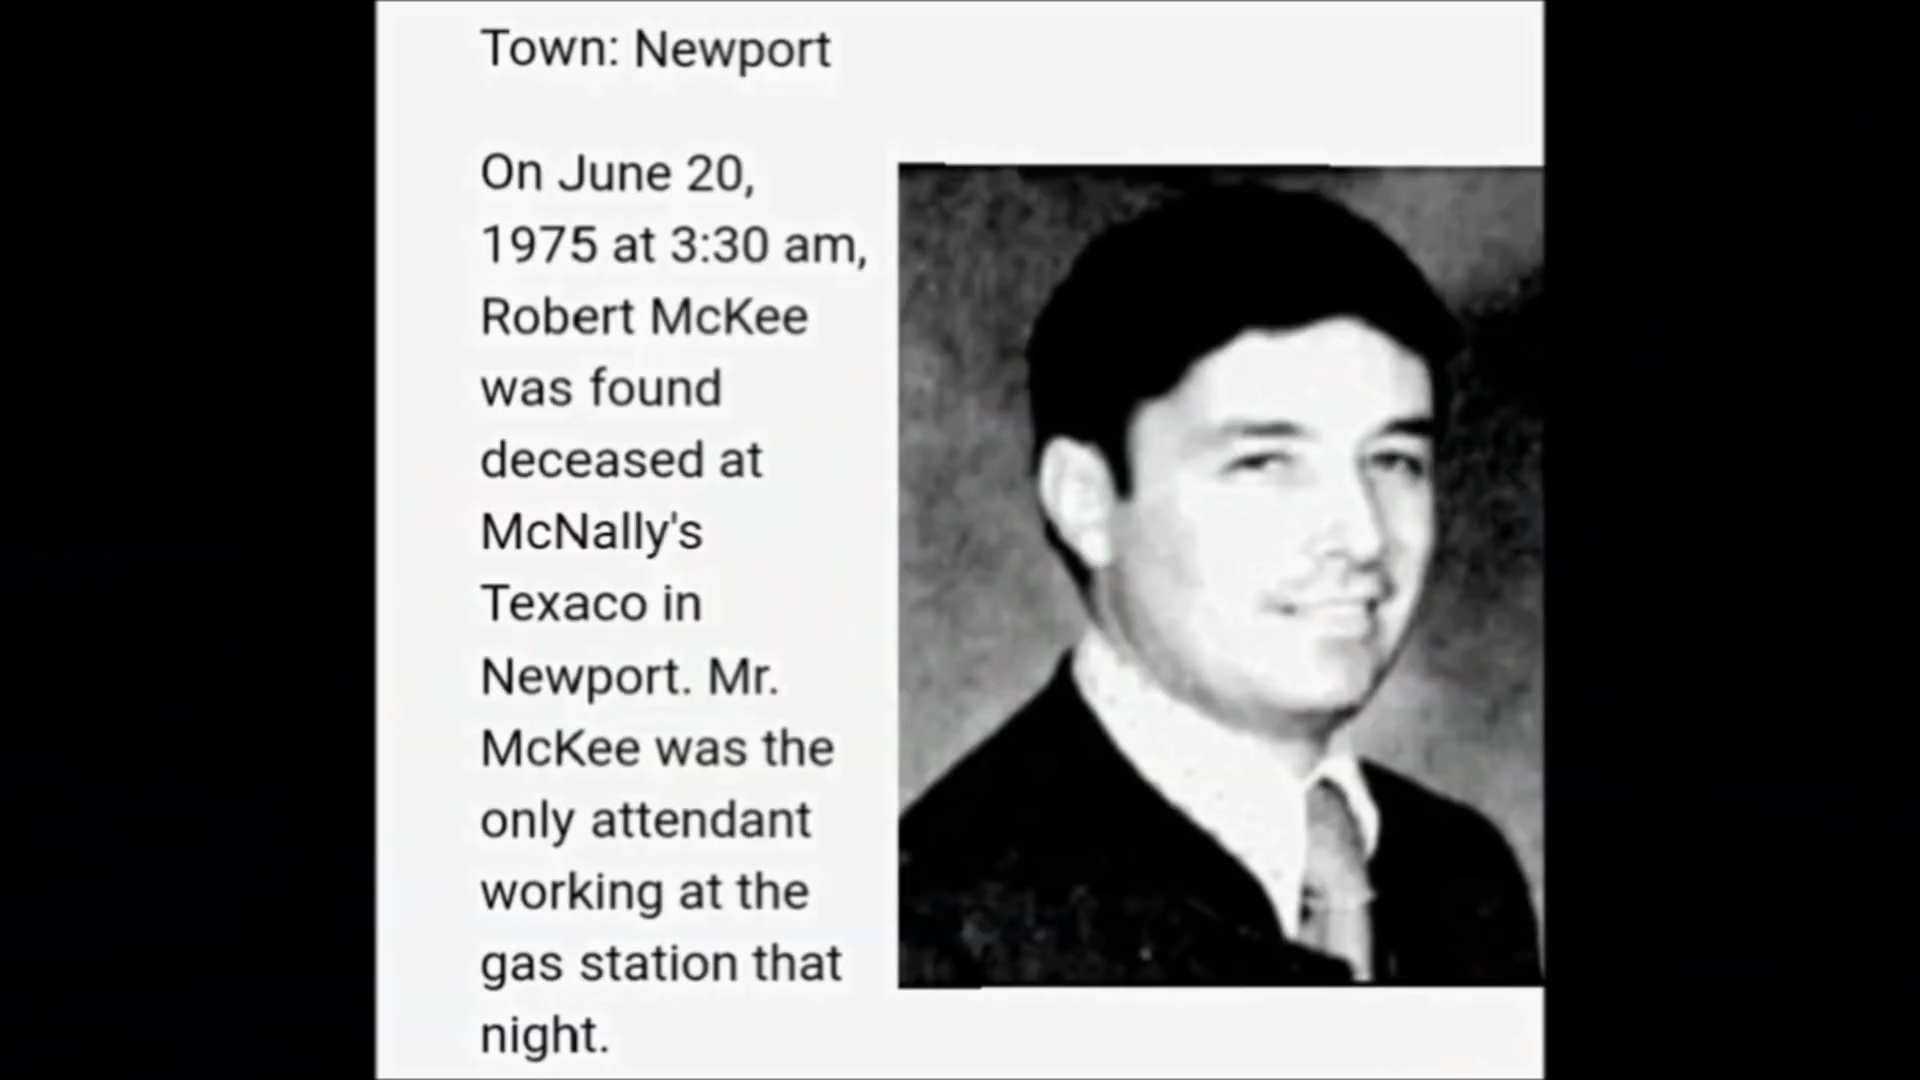 Town: Newport
On June 20,
1975 at 3:30 am,
Robert McKee
was found
deceased at
McNally's
Texaco in
Newport. Mr.
McKee was the
only attendant
working at the
gas station that
night.